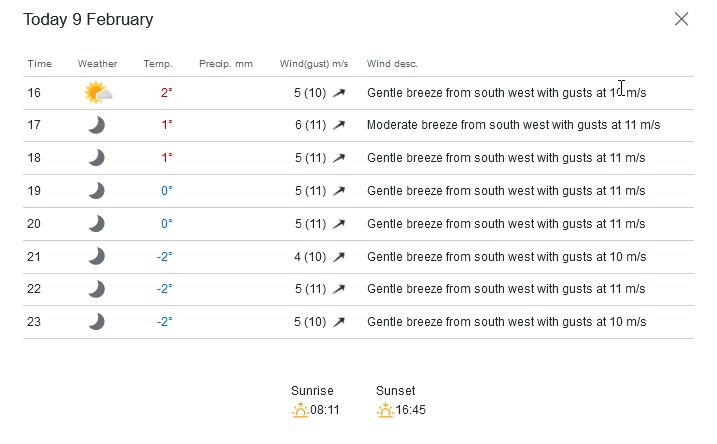 Today 9 February
Time Weather Temp. Precip. mm Wind(gust) m/s Wind desc.
16 2° 5 (10) Gentle breeze from south west with gusts at 10 m/s
17 1° 6 (11) Moderate breeze from south west with gusts at 11 m/s
18 1° 5 (11) Gentle breeze from south west with gusts at 11 m/s
19 0° 5 (11) Gentle breeze from south west with gusts at 11 m/s
20 0° 5 (11) Gentle breeze from south west with gusts at 11 m/s
21 -2° 4 (10) Gentle breeze from south west with gusts at 10 m/s
22 -2° 5 (11) Gentle breeze from south west with gusts at 11 m/s
23 -2° 5 (10) Gentle breeze from south west with gusts at 10 m/s
Sunrise Sunset
08:11 16:45